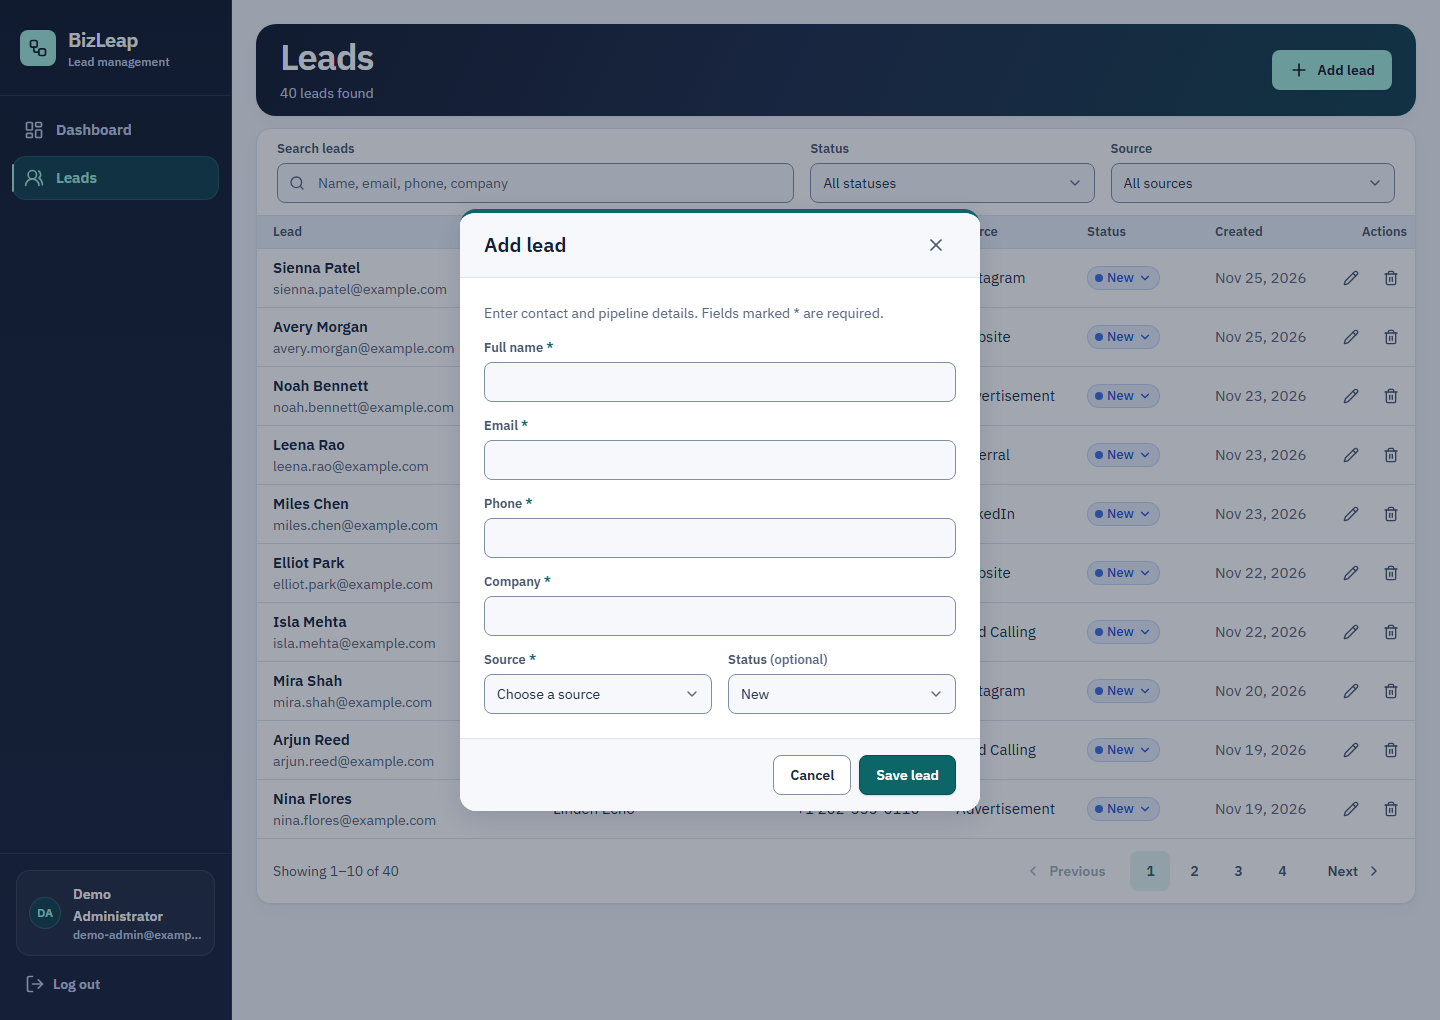 BizLeap
Lead management
Dashboard
Leads
Demo
Administrator
demo-admin@examp...
Log out
Leads
40 leads found
Add lead
Search leads Status Source
Name, email, phone, company All statuses All sources
Lead Status Created Actions
Sienna Patel
sienna.patel@example.com
New Nov 25, 2026
Avery Morgan
avery.morgan@example.com
New Nov 25, 2026
Noah Bennett
noah.bennett@example.com
New Nov 23, 2026
Leena Rao
leena.rao@example.com
New Nov 23, 2026
Miles Chen
miles.chen@example.com
New Nov 23, 2026
Elliot Park
elliot.park@example.com
New Nov 22, 2026
Isla Mehta
isla.mehta@example.com
Calling New Nov 22, 2026
Mira Shah
mira.shah@example.com
New Nov 20, 2026
Arjun Reed
arjun.reed@example.com
Calling New Nov 19, 2026
Nina Flores
nina.flores@example.com
Advertisement New Nov 19, 2026
Showing 1–10 of 40
Previous 1 2 3 4 Next
DA
Add lead
Enter contact and pipeline details. Fields marked * are required.
Full name *
Email *
Phone *
Company *
Source * Status (optional)
Choose a source New
Cancel Save lead